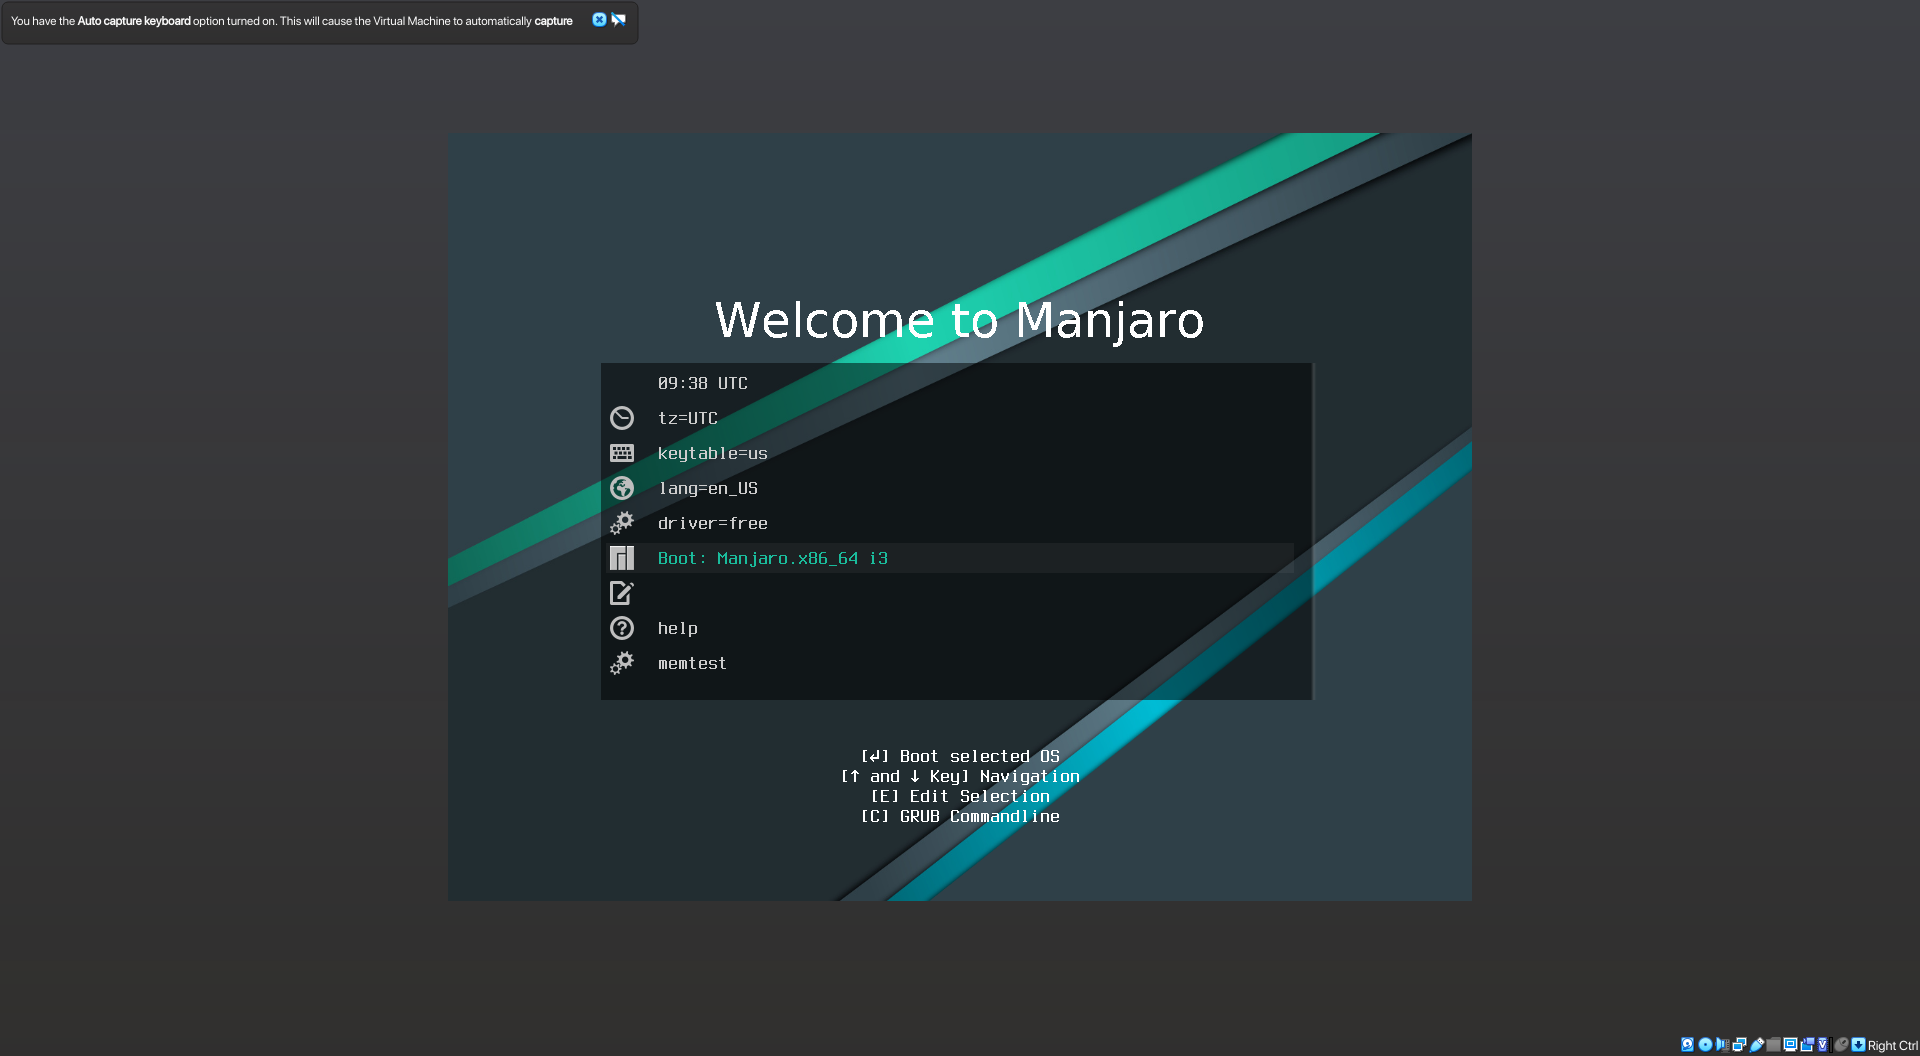 You have the Auto capture keyboard option turned on. This will cause the Virtual Machine to automatically capture
Welcome to Manjaro
09:38 UTC
tz=UTC
keytable=us
lang=en_US
driver=free
Boot: Manjaro.x86_64 i3
help
memtest
[↲] Boot selected OS
[↑ and ↓ Key] Navigation
[E] Edit Selection
[C] GRUB Commandline
Right Ctrl